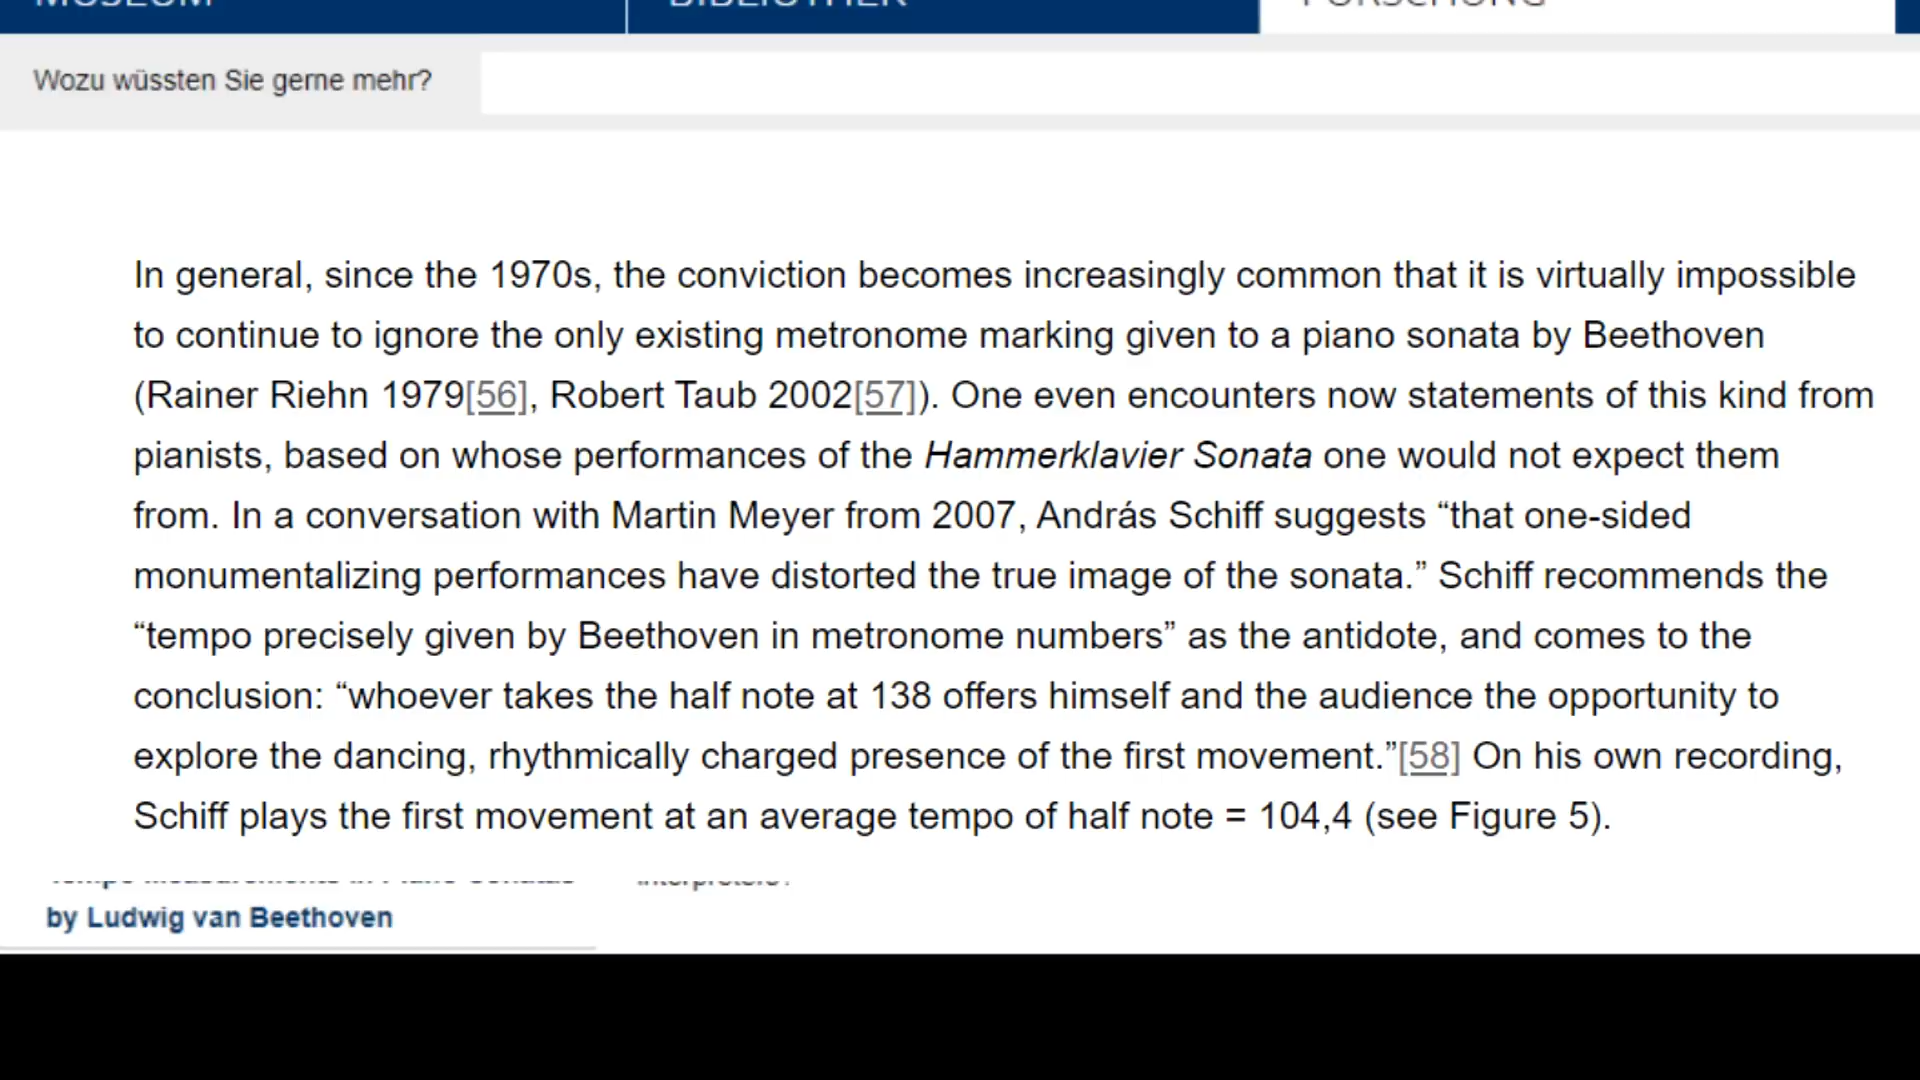 MUSEUM
BIBLIOTHEK
FORSCHUNG
Wozu wüssten Sie gerne mehr?
In general, since the 1970s, the conviction becomes increasingly common that it is virtually impossible
to continue to ignore the only existing metronome marking given to a piano sonata by Beethoven
(Rainer Riehn 1979[56], Robert Taub 2002[57]). One even encounters now statements of this kind from
pianists, based on whose performances of the Hammerklavier Sonata one would not expect them
from. In a conversation with Martin Meyer from 2007, András Schiff suggests “that one-sided
monumentalizing performances have distorted the true image of the sonata.” Schiff recommends the
“tempo precisely given by Beethoven in metronome numbers” as the antidote, and comes to the
conclusion: “whoever takes the half note at 138 offers himself and the audience the opportunity to
explore the dancing, rhythmically charged presence of the first movement.”[58] On his own recording,
Schiff plays the first movement at an average tempo of half note = 104,4 (see Figure 5).
by Ludwig van Beethoven